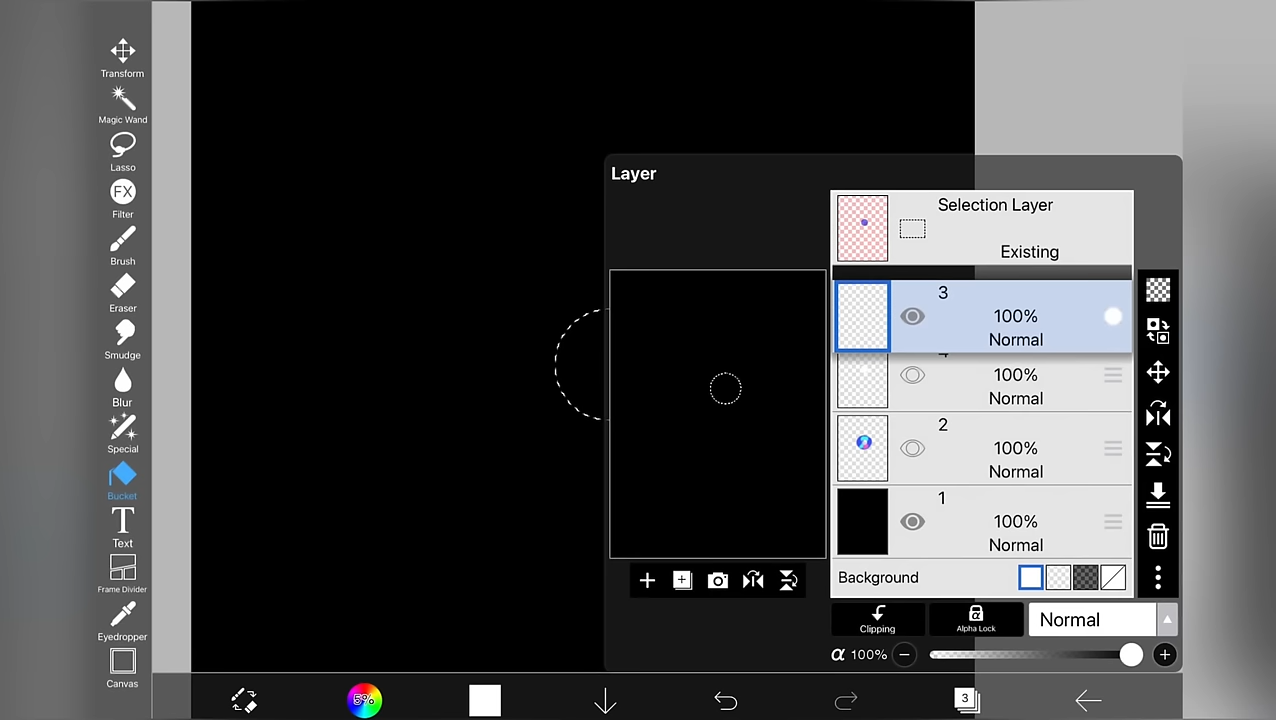 Transform
Magic Wand
Lasso
FX
Filter
Brush
Eraser
Smudge
Blur
Special
Bucket
T
Text
Frame Divider
Eyedropper
Canvas
Layer
Selection Layer
Existing
3
100%
Normal
100%
Normal
2
100%
Normal
1
100%
Normal
Background
Clipping
α
Alpha Lock
Normal
α 100%
5%
3